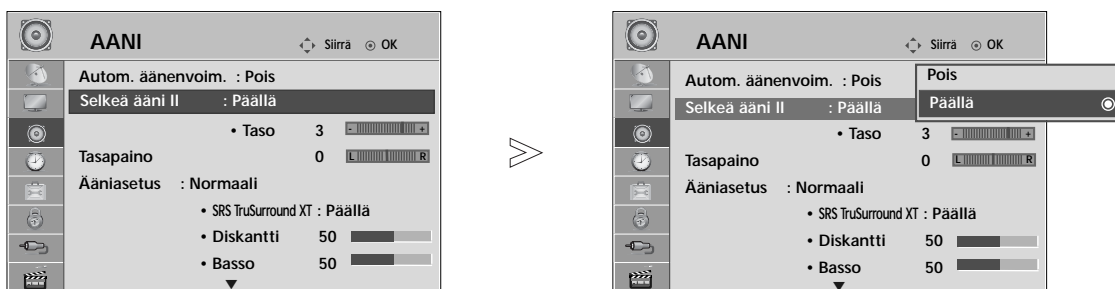 AANI Siirrä OK
Autom. äänenvoim. : Pois
Selkeä ääni II : Päällä
• Taso 3 - +
Tasapaino 0 L R
Ääniasetus : Normaali
• SRS TruSurround XT : Päällä
• Diskantti 50
• Basso 50
AANI Siirrä OK
Autom. äänenvoim. : Pois
Selkeä ääni II : Päällä
• Taso 3 - +
Tasapaino 0 L R
Ääniasetus : Normaali
• SRS TruSurround XT : Päällä
• Diskantti 50
• Basso 50
Pois
Päällä